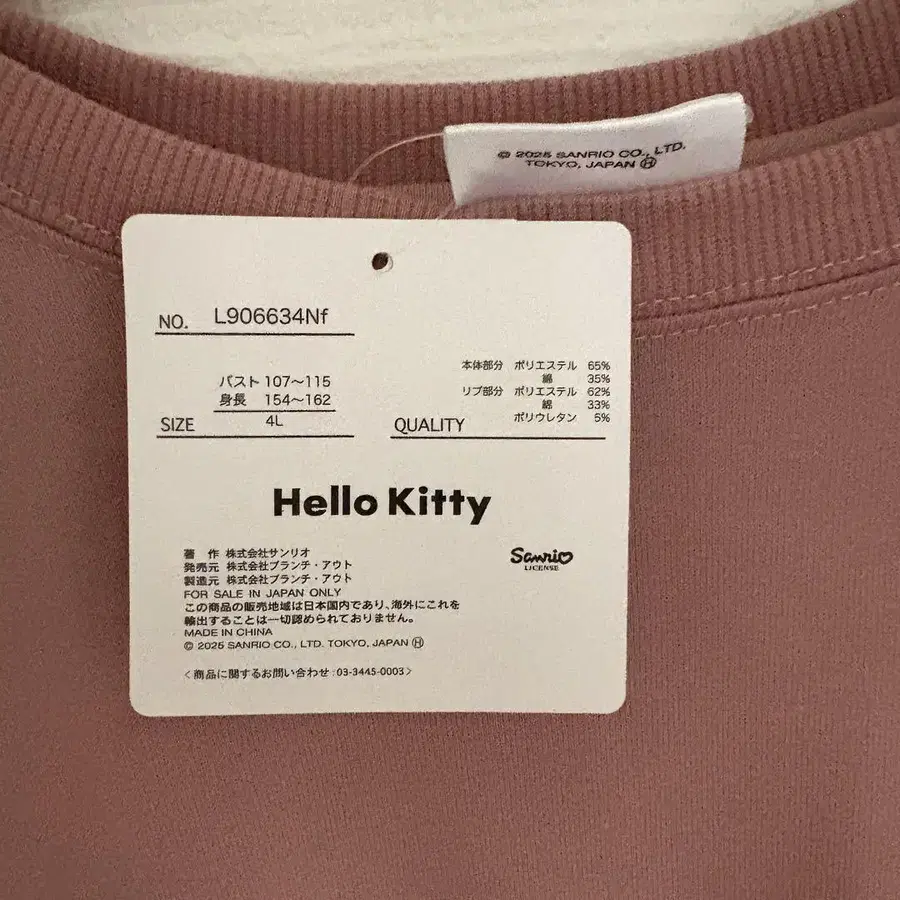 © 2025 SANRIO CO., LTD.
TOKYO, JAPAN Ⓗ
NO. L906634Nf
バスト 107〜115
身長 154〜162
SIZE 4L
本体部分 ポリエステル 65%
綿 35%
リブ部分 ポリエステル 62%
綿 33%
ポリウレタン 5%
QUALITY
Hello Kitty
著 作 株式会社サンリオ
発売元 株式会社ブランチ・アウト
製造元 株式会社ブランチ・アウト
FOR SALE IN JAPAN ONLY
この商品の販売地域は日本国内であり、海外にこれを
輸出することは一切認められておりません。
MADE IN CHINA
© 2025 SANRIO CO., LTD. TOKYO, JAPAN Ⓗ
〈商品に関するお問い合わせ:03-3445-0003〉
Sanrio
LICENSE